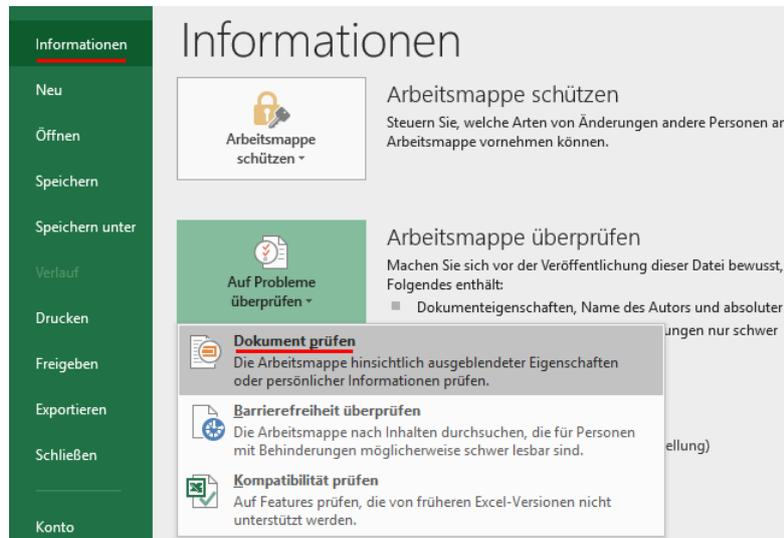 Informationen
Neu
Öffnen
Speichern
Speichern unter
Verlauf
Drucken
Freigeben
Exportieren
Schließen
Konto
Informationen
Arbeitsmappe
schützen
Arbeitsmappe schützen
Steuern Sie, welche Arten von Änderungen andere Personen an
Arbeitsmappe vornehmen können.
Auf Probleme
überprüfen
Arbeitsmappe überprüfen
Machen Sie sich vor der Veröffentlichung dieser Datei bewusst,
Folgendes enthält:
Dokumenteigenschaften, Name des Autors und absoluter
ungen nur schwer
Dokument prüfen
Die Arbeitsmappe hinsichtlich ausgeblendeter Eigenschaften
oder persönlicher Informationen prüfen.
Barrierefreiheit überprüfen
Die Arbeitsmappe nach Inhalten durchsuchen, die für Personen
mit Behinderungen möglicherweise schwer lesbar sind.
ellung)
Kompatibilität prüfen
Auf Features prüfen, die von früheren Excel-Versionen nicht
unterstützt werden.